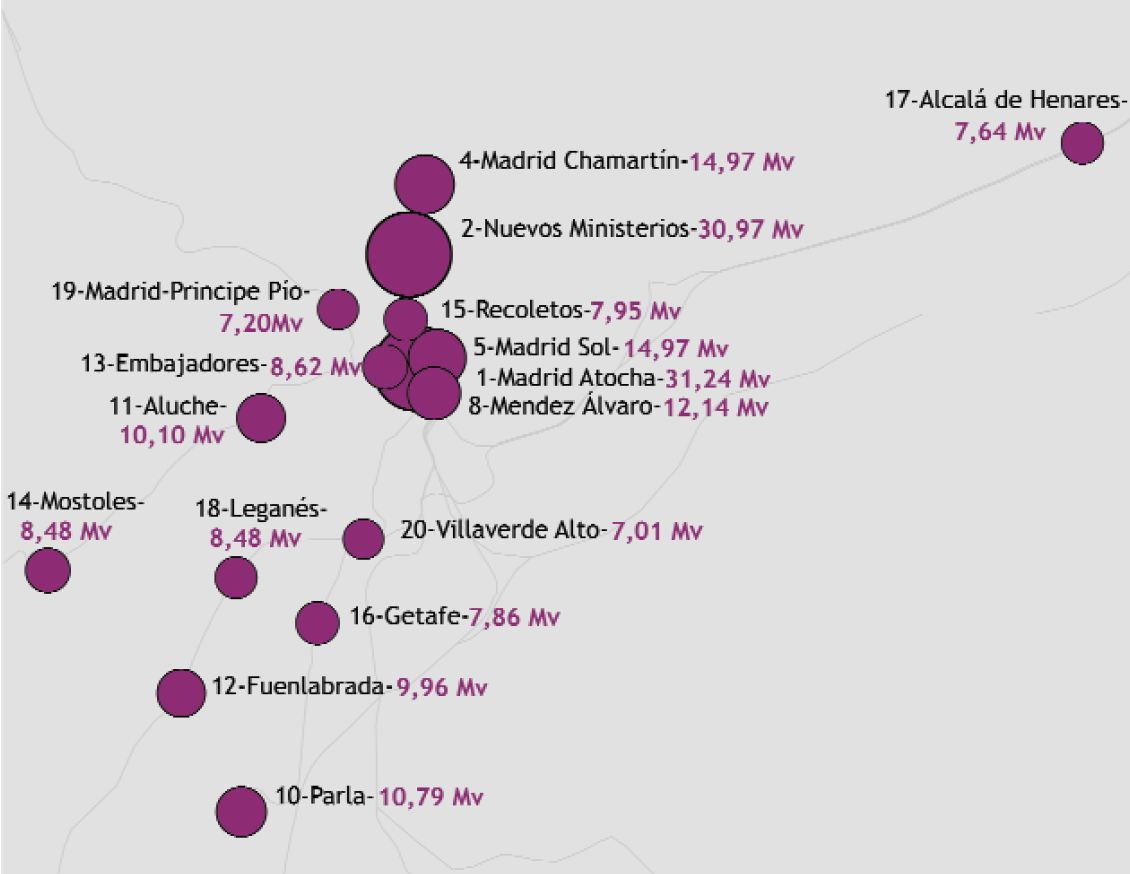 17-Alcalá de Henares-
7,64 Mv
4-Madrid Chamartín-14,97 Mv
2-Nuevos Ministerios-30,97 Mv
19-Madrid-Principe Pío-
7,20Mv
15-Recoletos-7,95 Mv
5-Madrid Sol-14,97 Mv
13-Embajadores-8,62 Mv
1-Madrid Atocha-31,24 Mv
8-Mendez Álvaro-12,14 Mv
11-Aluche-
10,10 Mv
14-Mostoles-
8,48 Mv
18-Leganés-
8,48 Mv
20-Villaverde Alto-7,01 Mv
16-Getafe-7,86 Mv
12-Fuenlabrada-9,96 Mv
10-Parla-10,79 Mv